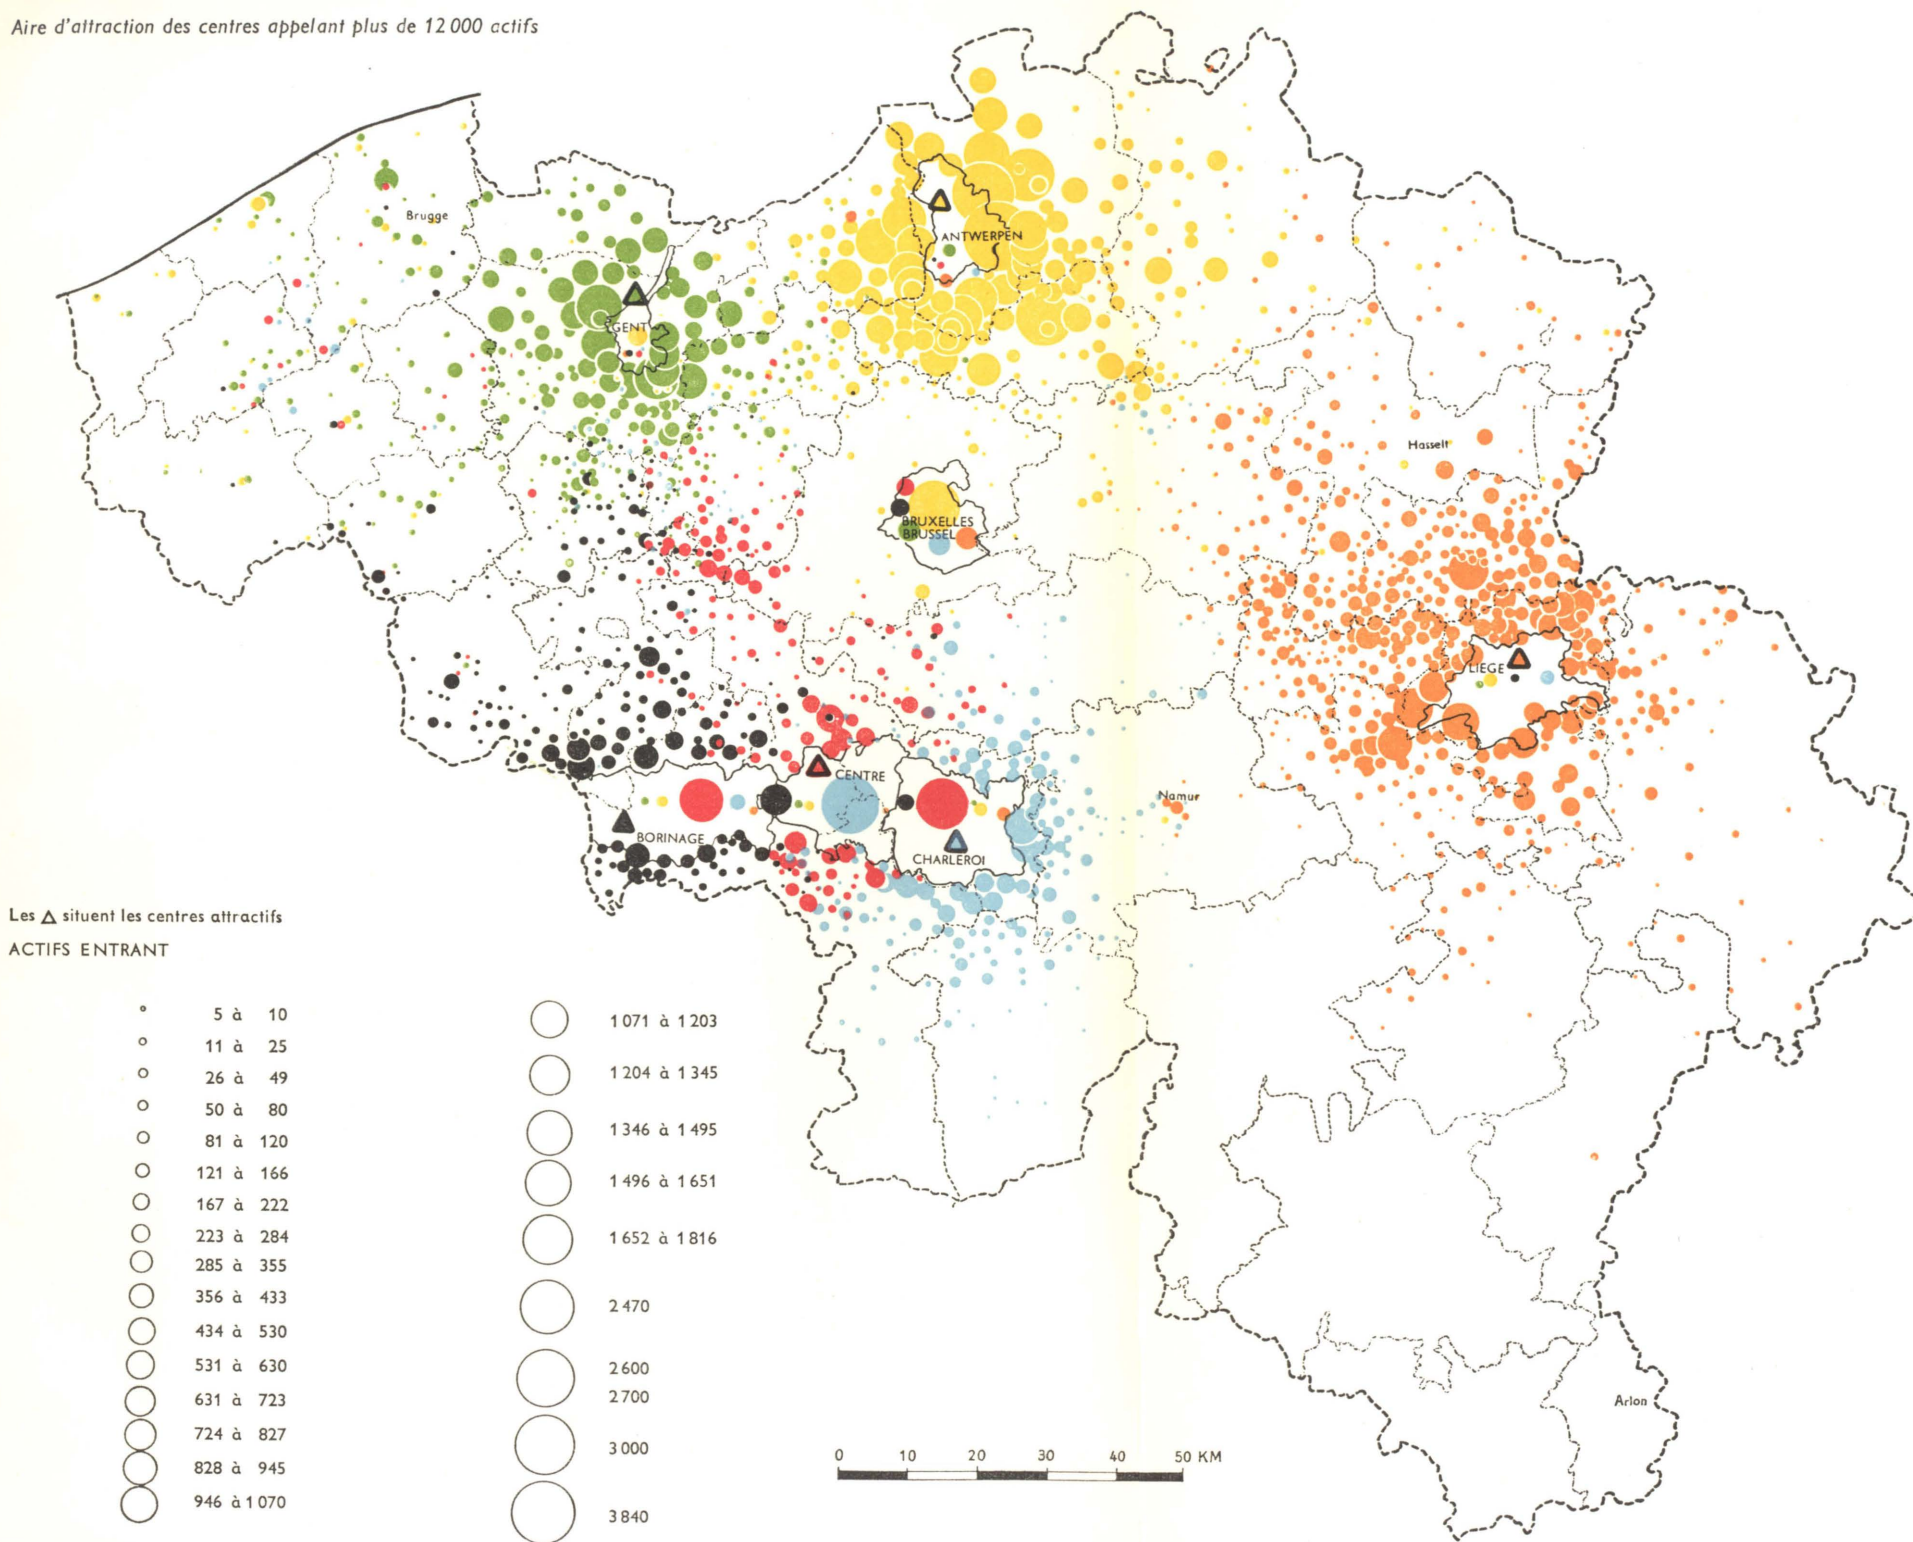 Aire d'attraction des centres appelant plus de 12 000 actifs
Brugge
ANTWERPEN
GENT
Hasselt
BRUXELLES
BRUSSEL
LIEGE
CENTRE
Namur
BORINAGE
CHARLEROI
Les △ situent les centres attractifs
ACTIFS ENTRANT
5 à 10
11 à 25
26 à 49
50 à 80
81 à 120
121 à 166
167 à 222
223 à 284
285 à 355
356 à 433
434 à 530
531 à 630
631 à 723
724 à 827
828 à 945
946 à 1 070
1 071 à 1 203
1 204 à 1 345
1 346 à 1 495
1 496 à 1 651
1 652 à 1 816
2 470
2 600
2 700
3 000
3 840
0 10 20 30 40 50 KM
Arlon